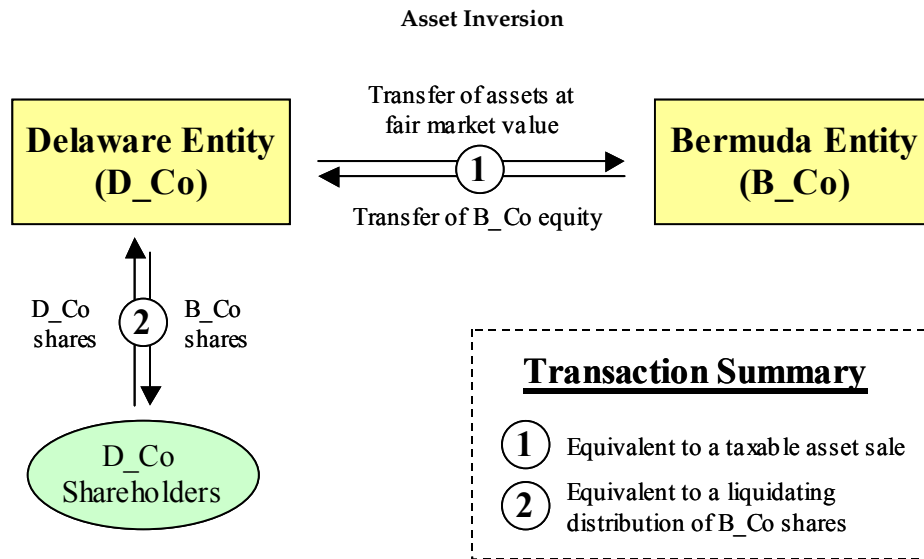 Asset Inversion
Delaware Entity
(D_Co)
Transfer of assets at
fair market value
1
Transfer of B_Co equity
Bermuda Entity
(B_Co)
D_Co
shares
2
B_Co
shares
D_Co
Shareholders
Transaction Summary
1 Equivalent to a taxable asset sale
2 Equivalent to a liquidating
distribution of B_Co shares